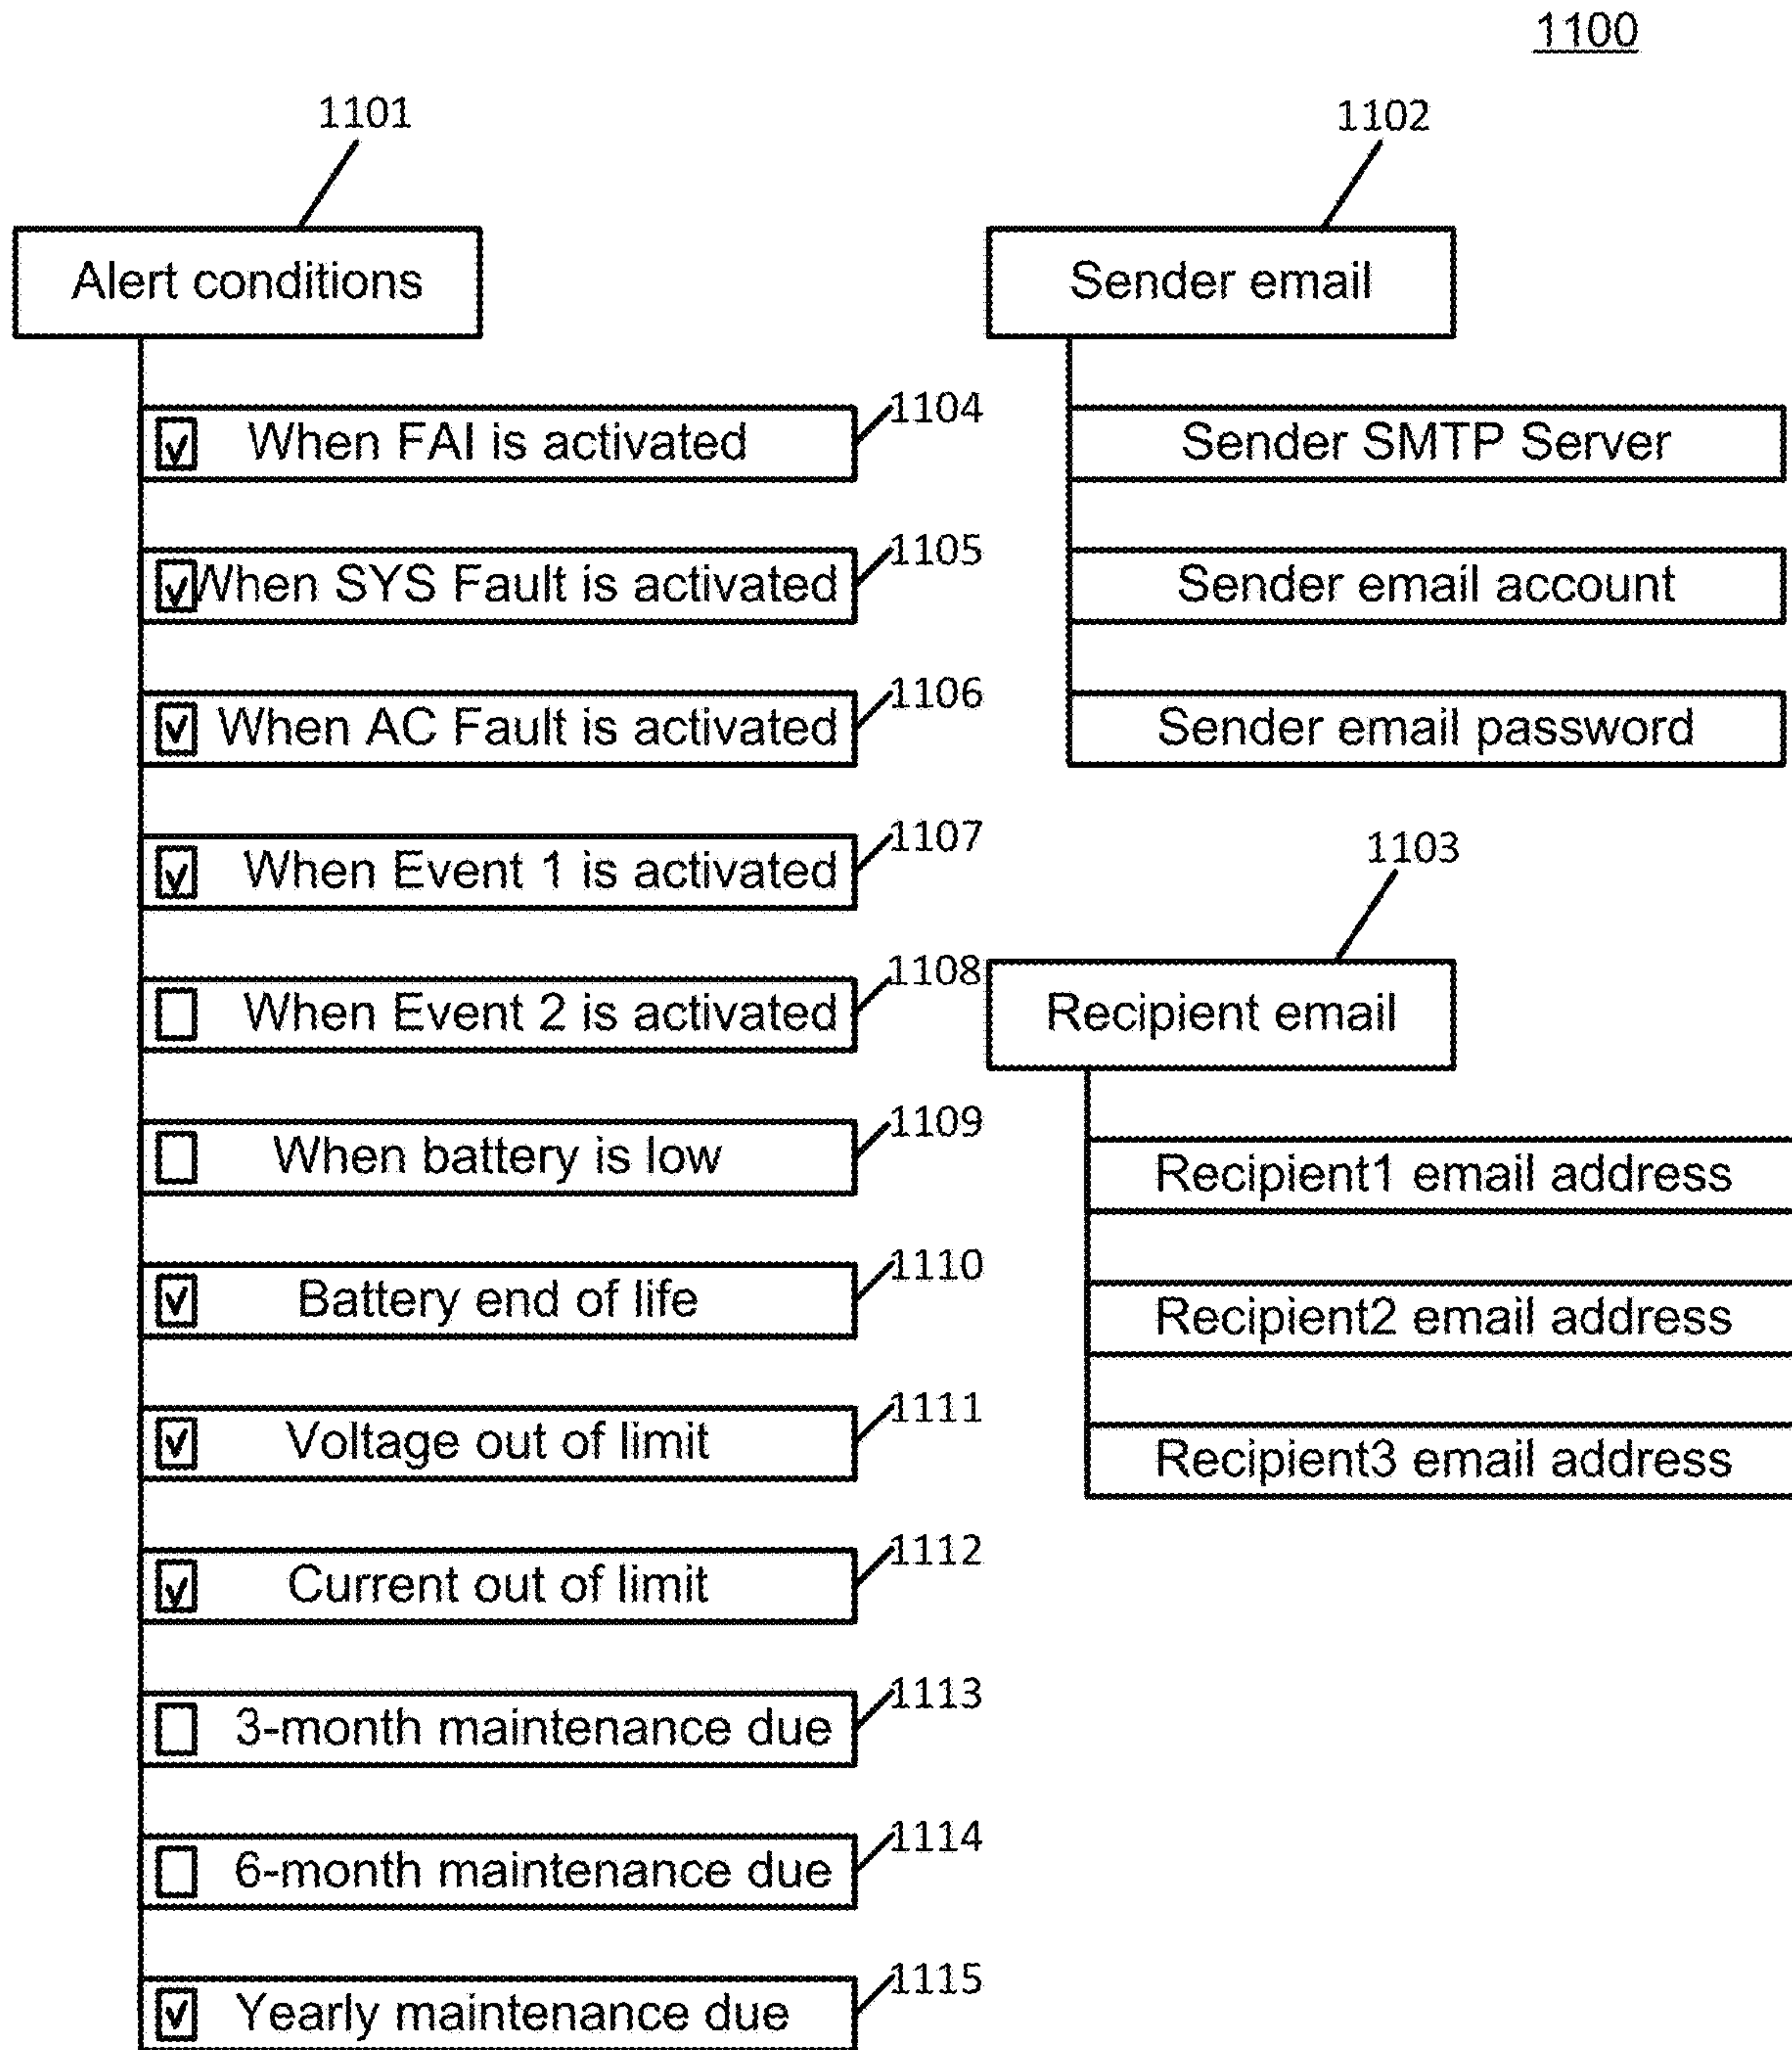 1100
1101
Alert conditions
1104
When FAI is activated
1105
When SYS Fault is activated
1106
When AC Fault is activated
1107
When Event 1 is activated
1108
When Event 2 is activated
1109
When battery is low
1110
Battery end of life
1111
Voltage out of limit
1112
Current out of limit
1113
3-month maintenance due
1114
6-month maintenance due
1115
Yearly maintenance due
1102
Sender email
Sender SMTP Server
Sender email account
Sender email password
1103
Recipient email
Recipient1 email address
Recipient2 email address
Recipient3 email address